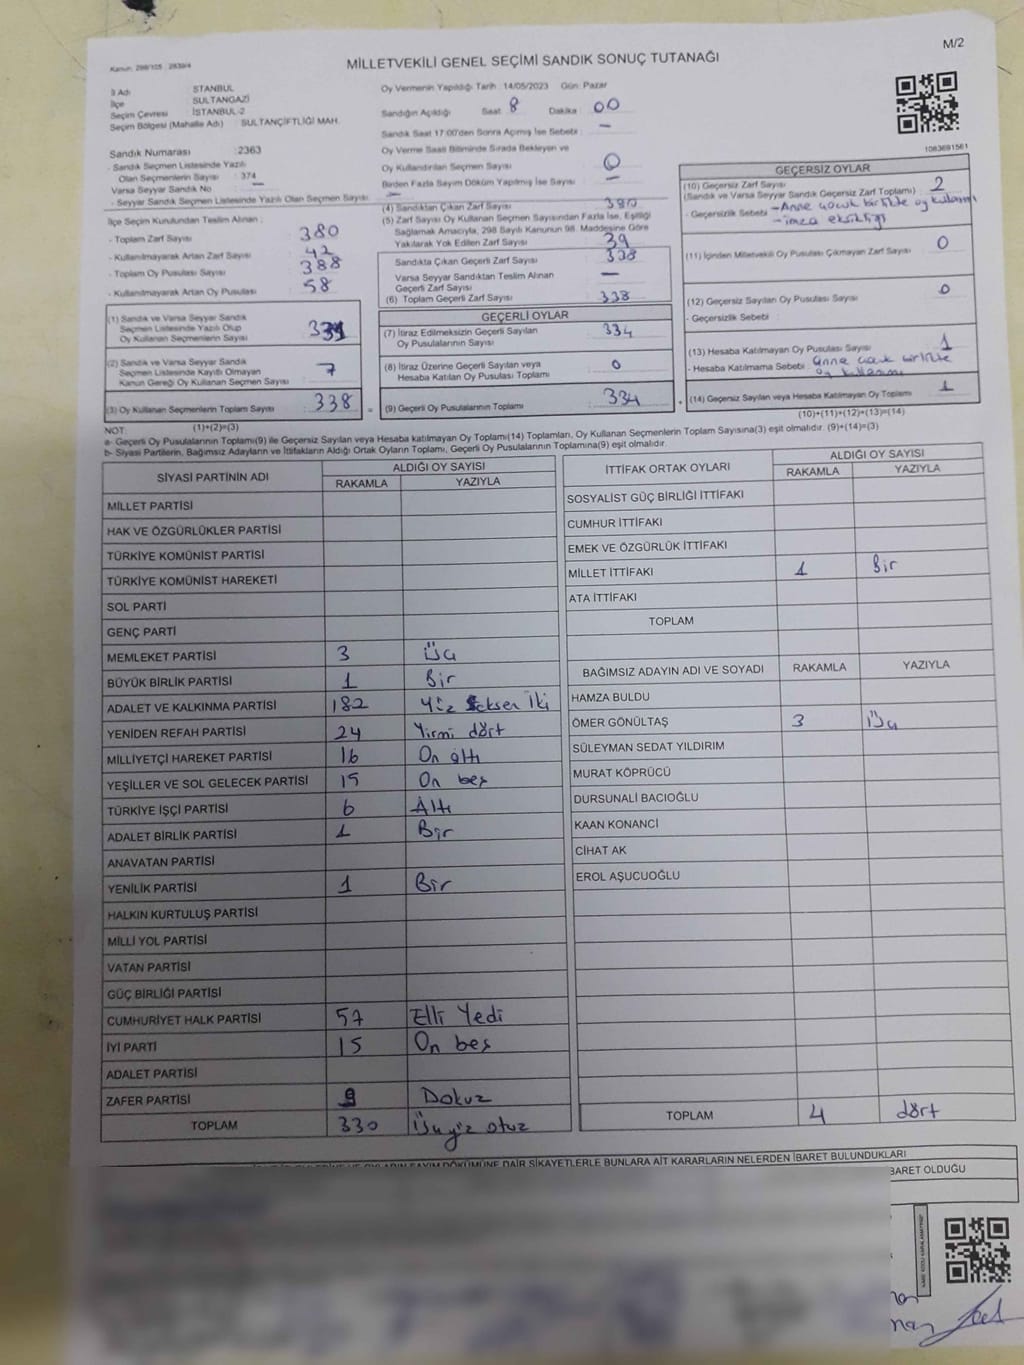 M/2
Kanun: 298/105 : 2839/4
MİLLETVEKİLİ GENEL SEÇİMİ SANDIK SONUÇ TUTANAĞI
İl Adı STANBUL
İlçe SULTANGAZİ
Seçim Çevresi İSTANBUL-2
Seçim Bölgesi (Mahalle Adı) : SULTANÇİFTLİĞİ MAH.
Sandık Numarası :2363
- Sandık Seçmen Listesinde Yazılı
Olan Seçmenlerin Sayısı : 374
Varsa Seyyar Sandık No —
- Seyyar Sandık Seçmen Listesinde Yazılı Olan Seçmen Sayısı: —
Oy Vermenin Yapıldığı Tarih : 14/05/2023 Gün: Pazar
Sandığın Açıldığı Saat 8 Dakika 00
Sandık Saat 17:00'den Sonra Açımış İse Sebebi : —
Oy Verme Saati Bitiminde Sırada Bekleyen ve
Oy Kullandırılan Seçmen Sayısı 0
Birden Fazla Sayım Döküm Yapılmış İse Sayısı —
1083691561
İlçe Seçim Kurulundan Teslim Alınan :
- Toplam Zarf Sayısı 380
- Kullanılmayarak Artan Zarf Sayısı 42
- Toplam Oy Pusulası Sayısı 388
- Kullanılmayarak Artan Oy Pusulası 58
(1) Sandık ve Varsa Seyyar Sandık
Seçmen Listesinde Yazılı Olup
Oy Kullanan Seçmenlerin Sayısı 331
(2) Sandık ve Varsa Seyyar Sandık
Seçmen Listesinde Kayıtlı Olmayan
Kanun Gereği Oy Kullanan Seçmen Sayısı 7
(3) Oy Kullanan Seçmenlerin Toplam Sayısı 338
(1)+(2)=(3)
(4) Sandıktan Çıkan Zarf Sayısı 380
(5) Zarf Sayısı Oy Kullanan Seçmen Sayısından Fazla İse, Eşitliği
Sağlamak Amacıyla, 298 Sayılı Kanunun 98. Maddesine Göre
Yakılarak Yok Edilen Zarf Sayısı 39
Sandıkta Çıkan Geçerli Zarf Sayısı 338
Varsa Seyyar Sandıktan Teslim Alınan
Geçerli Zarf Sayısı —
(6) Toplam Geçerli Zarf Sayısı 338
GEÇERLİ OYLAR
(7) İtiraz Edilmeksizin Geçerli Sayılan
Oy Pusulalarının Sayısı 334
(8) İtiraz Üzerine Geçerli Sayılan veya
Hesaba Katılan Oy Pusulası Toplamı 0
= (9) Geçerli Oy Pusulalarının Toplamı 334
GEÇERSİZ OYLAR
(10) Geçersiz Zarf Sayısı 2
(Sandık ve Varsa Seyyar Sandık Geçersiz Zarf Toplamı)
- Geçersizlik Sebebi - Anne çocuk birlikte oy kullanımı
- imza eksikliği
(11) İçinden Milletvekili Oy Pusulası Çıkmayan Zarf Sayısı 0
(12) Geçersiz Sayılan Oy Pusulası Sayısı 0
- Geçersizlik Sebebi :
(13) Hesaba Katılmayan Oy Pusulası Sayısı 1
- Hesaba Katılmama Sebebi : anne çocuk birlikte
oy kullanımı
+ (14) Geçersiz Sayılan veya Hesaba Katılmayan Oy Toplamı 1
(10)+(11)+(12)+(13)=(14)
NOT:
a- Geçerli Oy Pusulalarının Toplamı(9) ile Geçersiz Sayılan veya Hesaba katılmayan Oy Toplamı(14) Toplamları, Oy Kullanan Seçmenlerin Toplam Sayısına(3) eşit olmalıdır. (9)+(14)=(3)
b- Siyasi Partilerin, Bağımsız Adayların ve İttifakların Aldığı Ortak Oyların Toplamı, Geçerli Oy Pusulalarının Toplamına(9) eşit olmalıdır.
SİYASİ PARTİNİN ADI ALDIĞI OY SAYISI
RAKAMLA YAZIYLA
MİLLET PARTİSİ
HAK VE ÖZGÜRLÜKLER PARTİSİ
TÜRKİYE KOMÜNİST PARTİSİ
TÜRKİYE KOMÜNİST HAREKETİ
SOL PARTİ
GENÇ PARTİ
MEMLEKET PARTİSİ 3 Üç
BÜYÜK BİRLİK PARTİSİ 1 Bir
ADALET VE KALKINMA PARTİSİ 182 Yüz Seksen İki
YENİDEN REFAH PARTİSİ 24 Yirmi dört
MİLLİYETÇİ HAREKET PARTİSİ 16 On altı
YEŞİLLER VE SOL GELECEK PARTİSİ 15 On beş
TÜRKİYE İŞÇİ PARTİSİ 6 Altı
ADALET BİRLİK PARTİSİ 1 Bir
ANAVATAN PARTİSİ
YENİLİK PARTİSİ 1 Bir
HALKIN KURTULUŞ PARTİSİ
MİLLİ YOL PARTİSİ
VATAN PARTİSİ
GÜÇ BİRLİĞİ PARTİSİ
CUMHURİYET HALK PARTİSİ 57 Elli Yedi
İYİ PARTİ 15 On beş
ADALET PARTİSİ
ZAFER PARTİSİ 9 Dokuz
TOPLAM 330 Üçyüz otuz
İTTİFAK ORTAK OYLARI ALDIĞI OY SAYISI
RAKAMLA YAZIYLA
SOSYALİST GÜÇ BİRLİĞİ İTTİFAKI
CUMHUR İTTİFAKI
EMEK VE ÖZGÜRLÜK İTTİFAKI
MİLLET İTTİFAKI 1 Bir
ATA İTTİFAKI
TOPLAM
BAĞIMSIZ ADAYIN ADI VE SOYADI RAKAMLA YAZIYLA
HAMZA BULDU
ÖMER GÖNÜLTAŞ 3 Üç
SÜLEYMAN SEDAT YILDIRIM
MURAT KÖPRÜCÜ
DURSUNALİ BACIOĞLU
KAAN KONANCİ
CİHAT AK
EROL AŞUCUOĞLU
TOPLAM 4 dört
SAYIM DÖKÜMÜNE DAİR ŞİKAYETLERLE BUNLARA AİT KARARLARIN NELERDEN İBARET BULUNDUKLARI
BARET OLDUĞU